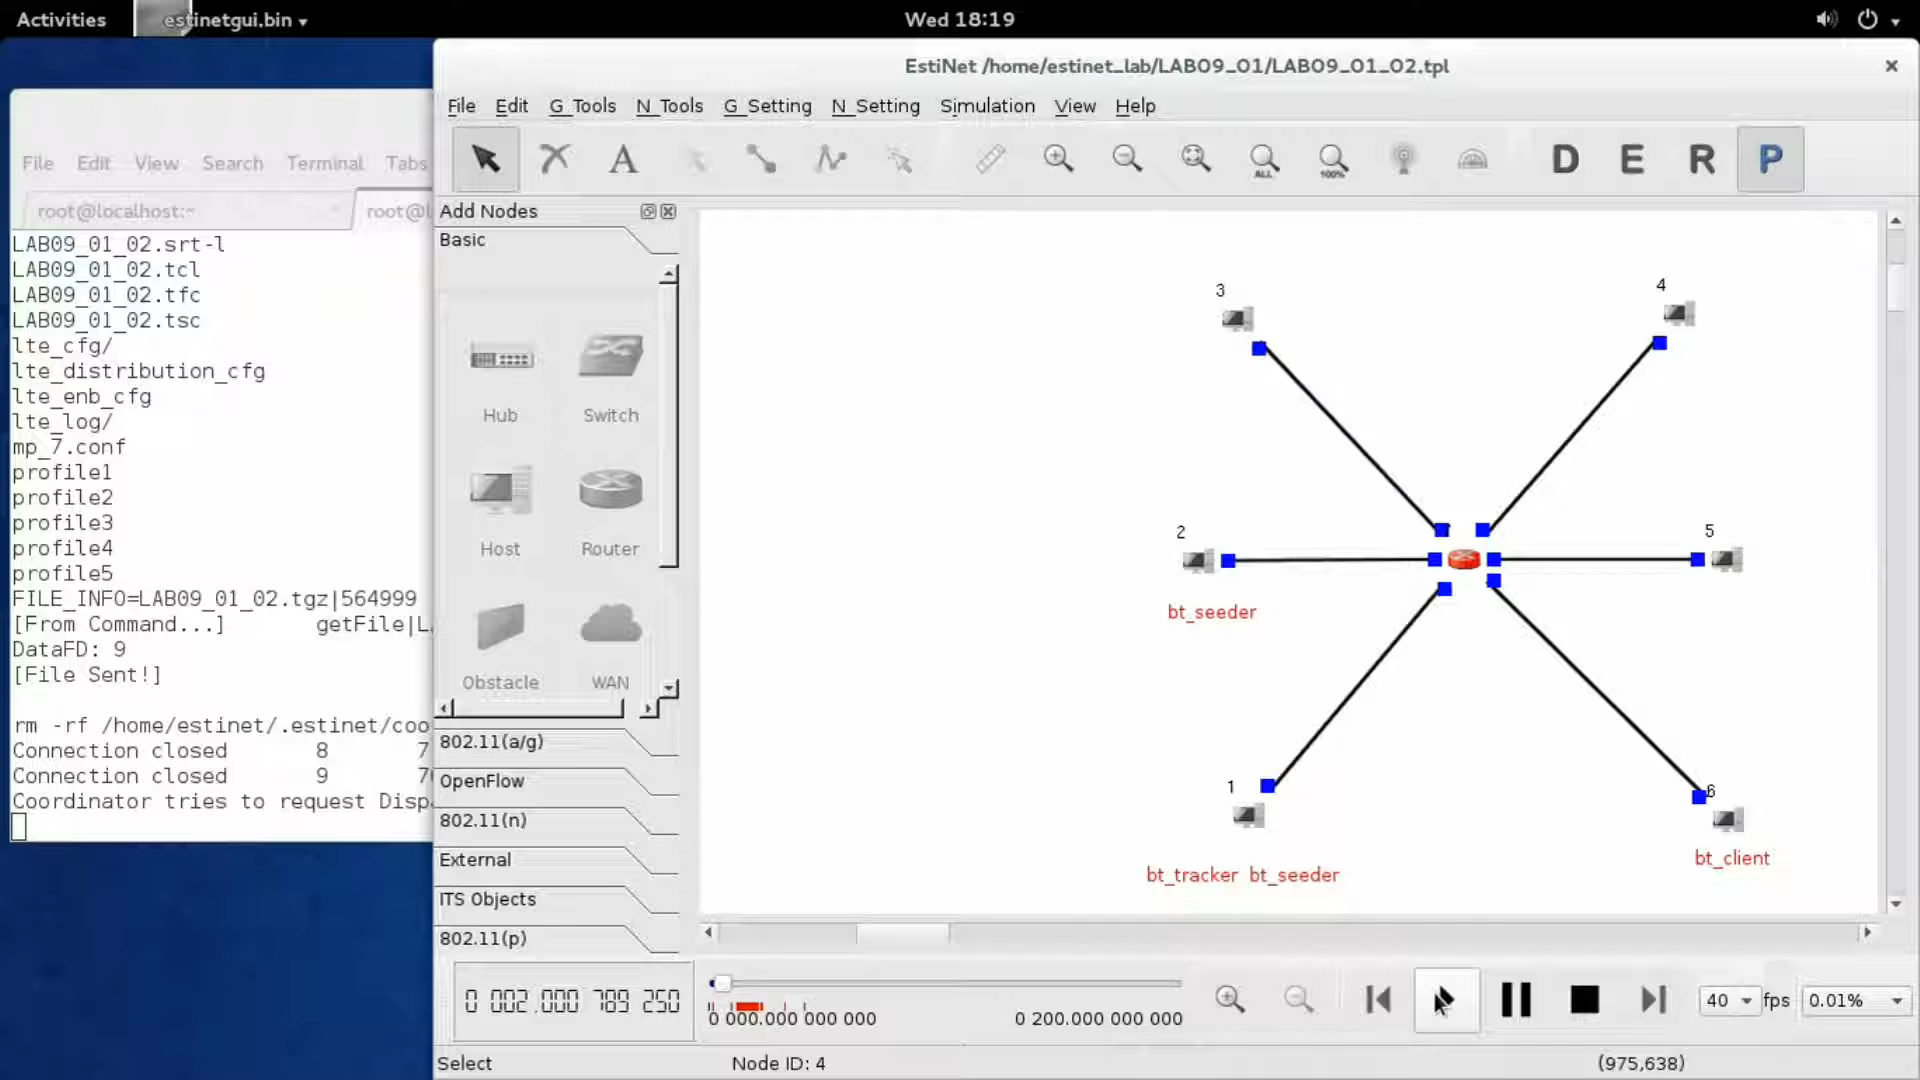 Activities estinetgui.bin Wed 18:19
EstiNet /home/estinet_lab/LAB09_01/LAB09_01_02.tpl
File Edit G_Tools N_Tools G_Setting N_Setting Simulation View Help
File Edit View Search Terminal Tabs
ALL 100% D E R P
root@localhost:~ root@l
LAB09_01_02.srt-l
LAB09_01_02.tcl
LAB09_01_02.tfc
LAB09_01_02.tsc
lte_cfg/
lte_distribution_cfg
lte_enb_cfg
lte_log/
mp_7.conf
profile1
profile2
profile3
profile4
profile5
FILE_INFO=LAB09_01_02.tgz|564999
[From Command...] getFile|L
DataFD: 9
[File Sent!]
rm -rf /home/estinet/.estinet/coo
Connection closed 8 7
Connection closed 9
Coordinator tries to request Disp
Add Nodes
Basic
Hub Switch
Host Router
Obstacle WAN
802.11(a/g)
OpenFlow
802.11(n)
External
ITS Objects
802.11(p)
3
4
2
5
bt_seeder
1
6
bt_client
bt_tracker bt_seeder
0 002.000 789 250
0 000.000 000 000 0 200.000 000 000
40 fps 0.01%
Select Node ID: 4 (975,638)